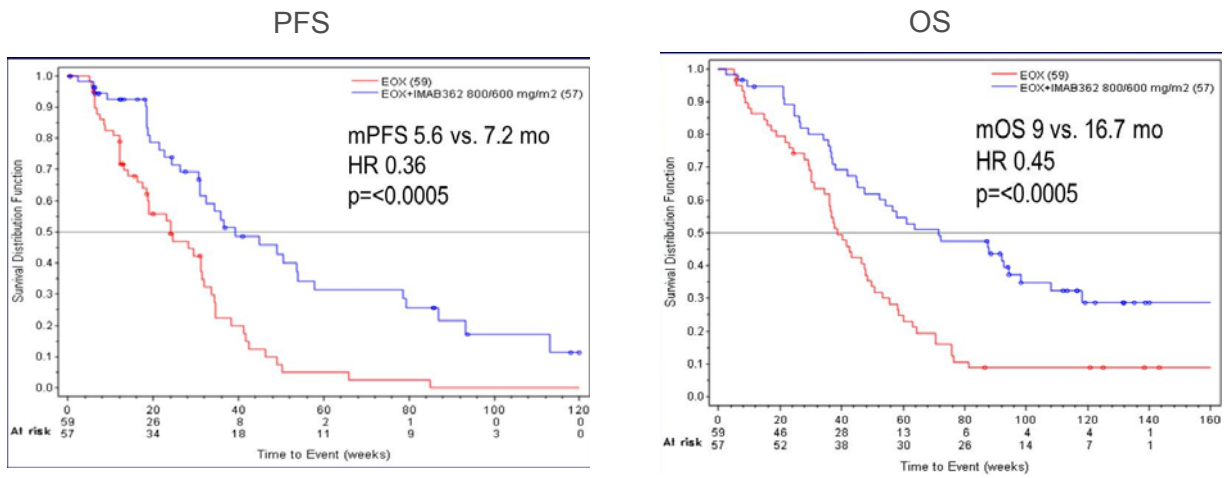 PFS
1.0
0.9
0.8
0.7
0.6
0.5
0.4
0.3
0.2
0.1
0.0
Survival Distribution Function
EOX (59)
EOX+IMAB362 800/600 mg/m2 (57)
mPFS 5.6 vs. 7.2 mo
HR 0.36
p=<0.0005
0 20 40 60 80 100 120
59 26 8 2 1 0 0
At risk
57 34 18 11 9 3 0
Time to Event (weeks)
OS
1.0
0.9
0.8
0.7
0.6
0.5
0.4
0.3
0.2
0.1
0.0
Survival Distribution Function
EOX (59)
EOX+IMAB362 800/600 mg/m2 (57)
mOS 9 vs. 16.7 mo
HR 0.45
p=<0.0005
0 20 40 60 80 100 120 140 160
59 46 28 13 6 4 4 1
At risk
57 52 38 30 26 14 7 1
Time to Event (weeks)